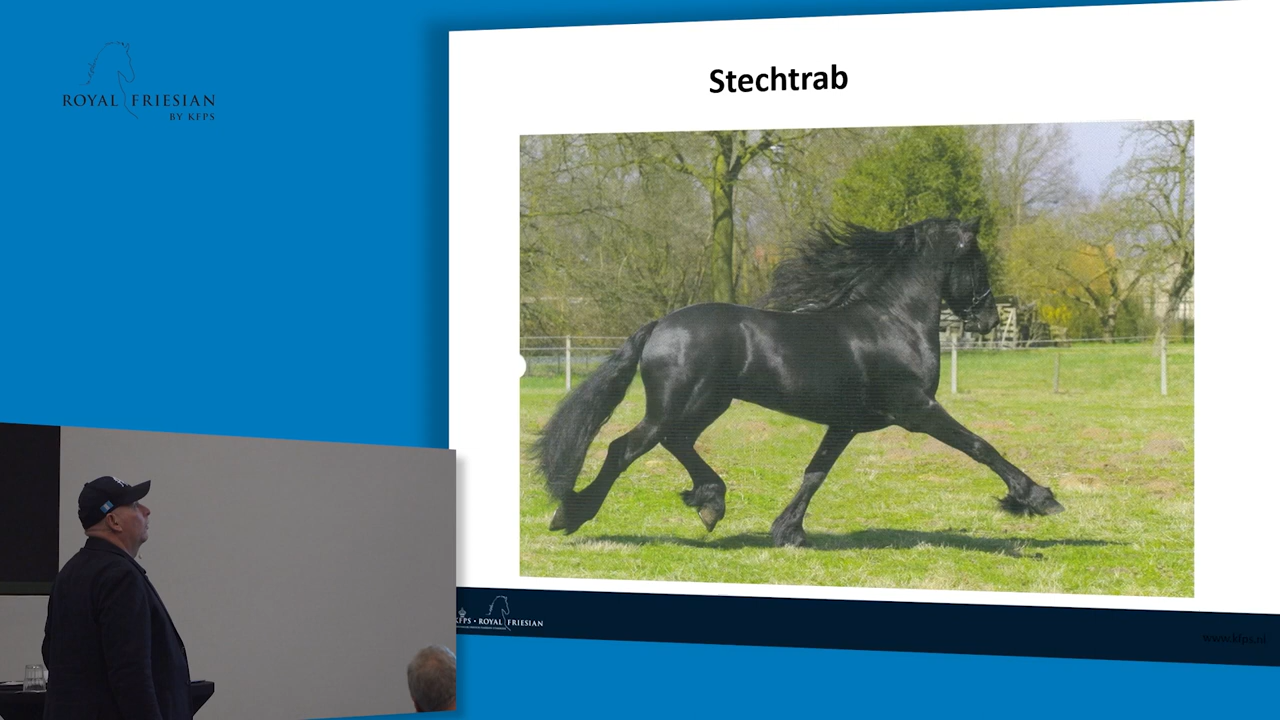 ROYAL FRIESIAN
BY KFPS
Stechtrab
KFPS • ROYAL FRIESIAN
www.kfps.nl